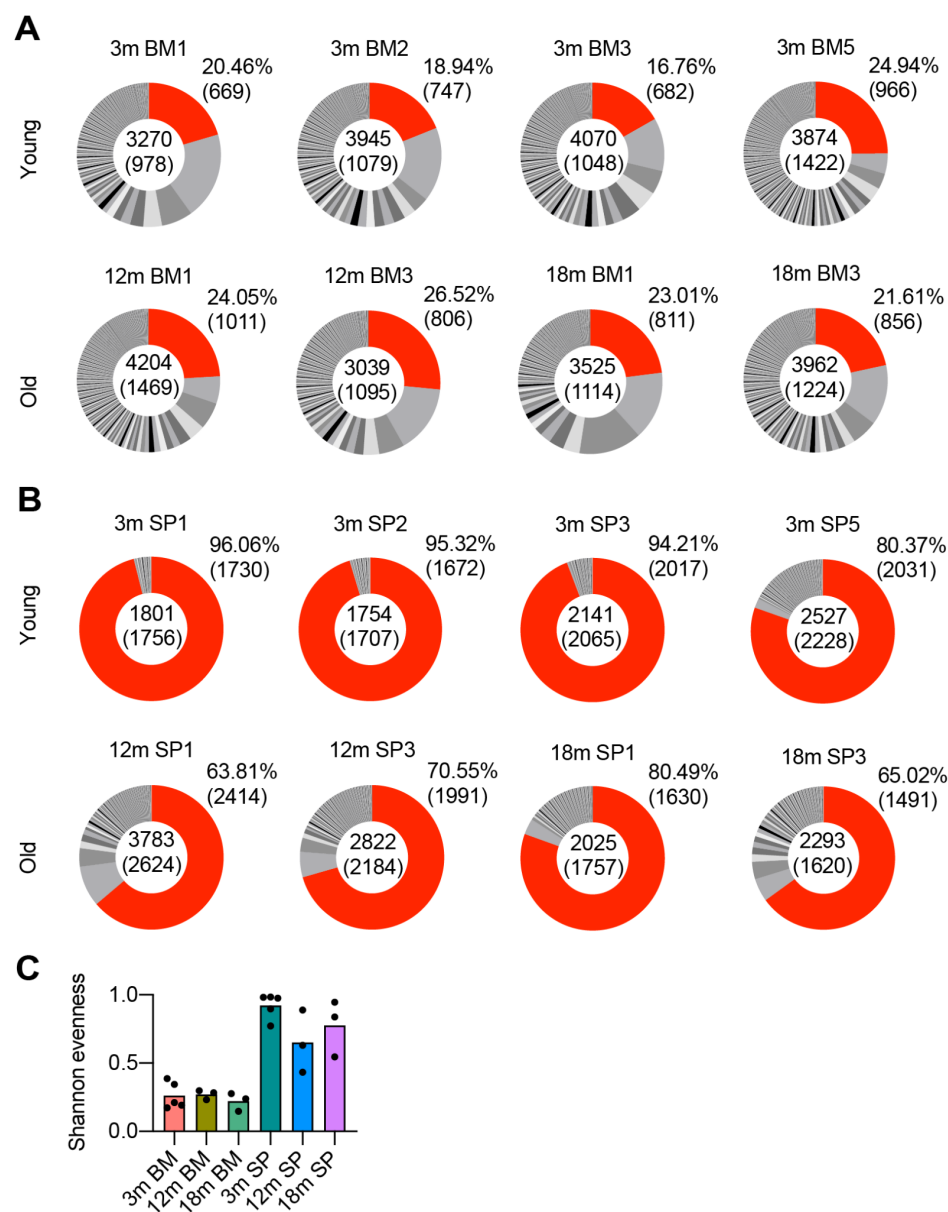 A
3m BM1
20.46%
(669)
3270
(978)
3m BM2
18.94%
(747)
3945
(1079)
3m BM3
16.76%
(682)
4070
(1048)
3m BM5
24.94%
(966)
3874
(1422)
Young
12m BM1
24.05%
(1011)
4204
(1469)
12m BM3
26.52%
(806)
3039
(1095)
18m BM1
23.01%
(811)
3525
(1114)
18m BM3
21.61%
(856)
3962
(1224)
Old
B
3m SP1
96.06%
(1730)
1801
(1756)
3m SP2
95.32%
(1672)
1754
(1707)
3m SP3
94.21%
(2017)
2141
(2065)
3m SP5
80.37%
(2031)
2527
(2228)
Young
12m SP1
63.81%
(2414)
3783
(2624)
12m SP3
70.55%
(1991)
2822
(2184)
18m SP1
80.49%
(1630)
2025
(1757)
18m SP3
65.02%
(1491)
2293
(1620)
Old
C
Shannon evenness
1.0
0.5
0.0
3m BM
12m BM
18m BM
3m SP
12m SP
18m SP